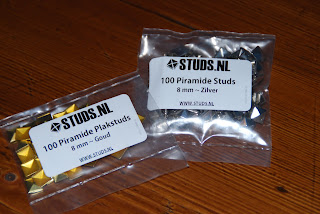 STUDS.NL
100 Piramide Plakstuds
8 mm ~ Goud
WWW.STUDS.NL
STUDS.NL
100 Piramide Studs
8 mm ~ Zilver
WWW.STUDS.NL